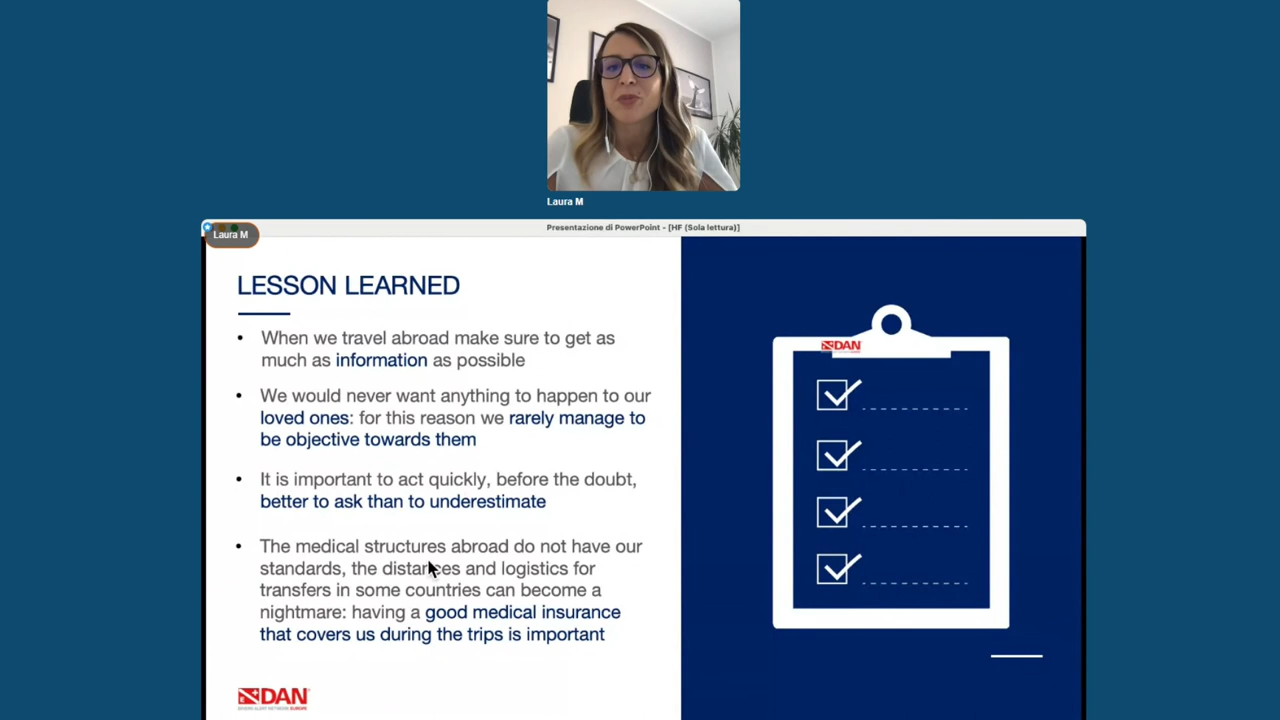 Laura M
Presentazione di PowerPoint - [HF (Sola lettura)]
Laura M
LESSON LEARNED
• When we travel abroad make sure to get as
much as information as possible
• We would never want anything to happen to our
loved ones: for this reason we rarely manage to
be objective towards them
• It is important to act quickly, before the doubt,
better to ask than to underestimate
• The medical structures abroad do not have our
standards, the distances and logistics for
transfers in some countries can become a
nightmare: having a good medical insurance
that covers us during the trips is important
DAN
DAN
DIVERS ALERT NETWORK EUROPE